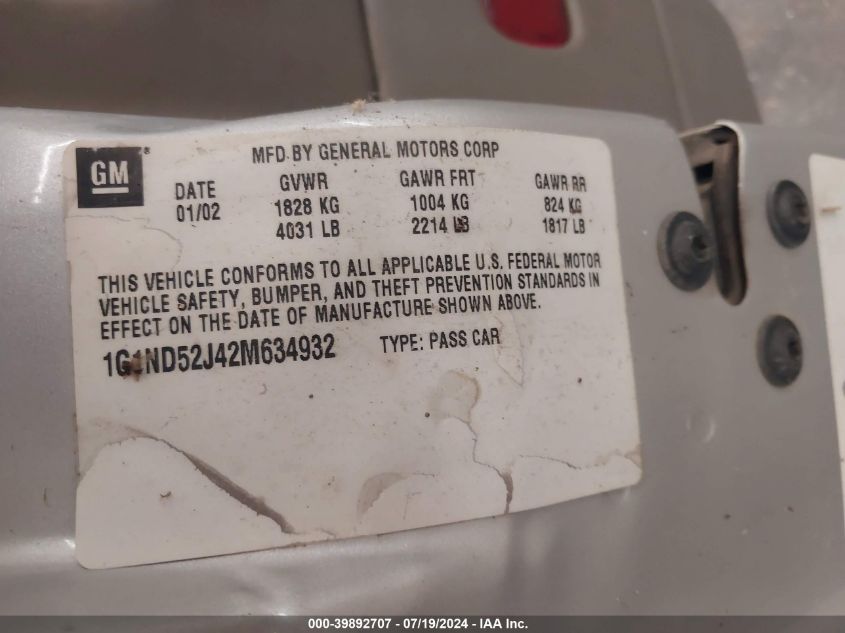 GM ®
MFD BY GENERAL MOTORS CORP
DATE GVWR GAWR FRT GAWR RR
01/02 1828 KG 1004 KG 824 KG
4031 LB 2214 LB 1817 LB
THIS VEHICLE CONFORMS TO ALL APPLICABLE U.S. FEDERAL MOTOR
VEHICLE SAFETY, BUMPER, AND THEFT PREVENTION STANDARDS IN
EFFECT ON THE DATE OF MANUFACTURE SHOWN ABOVE.
1G1ND52J42M634932 TYPE: PASS CAR
000-39892707 - 07/19/2024 - IAA Inc.